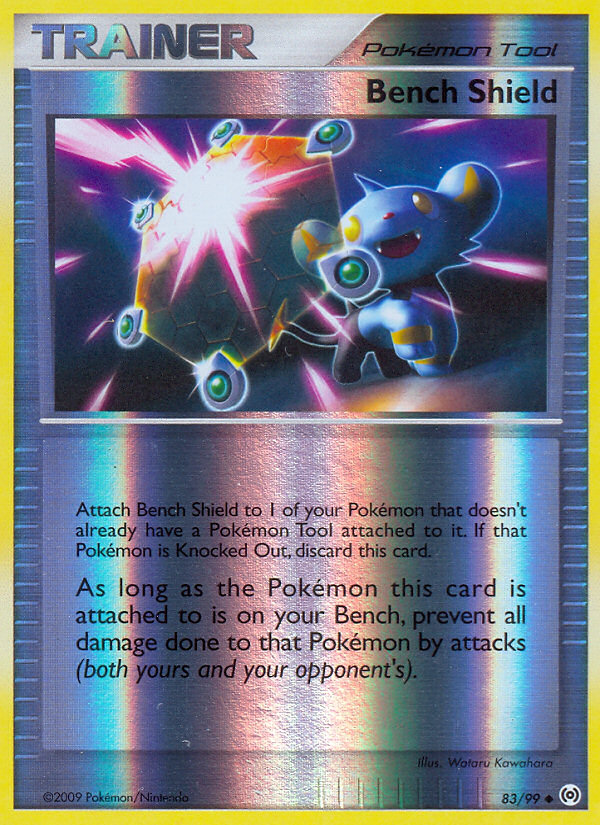 TRAINER
Pokémon Tool
Bench Shield
Attach Bench Shield to 1 of your Pokémon that doesn't
already have a Pokémon Tool attached to it. If that
Pokémon is Knocked Out, discard this card.
As long as the Pokémon this card is
attached to is on your Bench, prevent all
damage done to that Pokémon by attacks
(both yours and your opponent's).
Illus. Wataru Kawahara
©2009 Pokémon/Nintendo
83/99